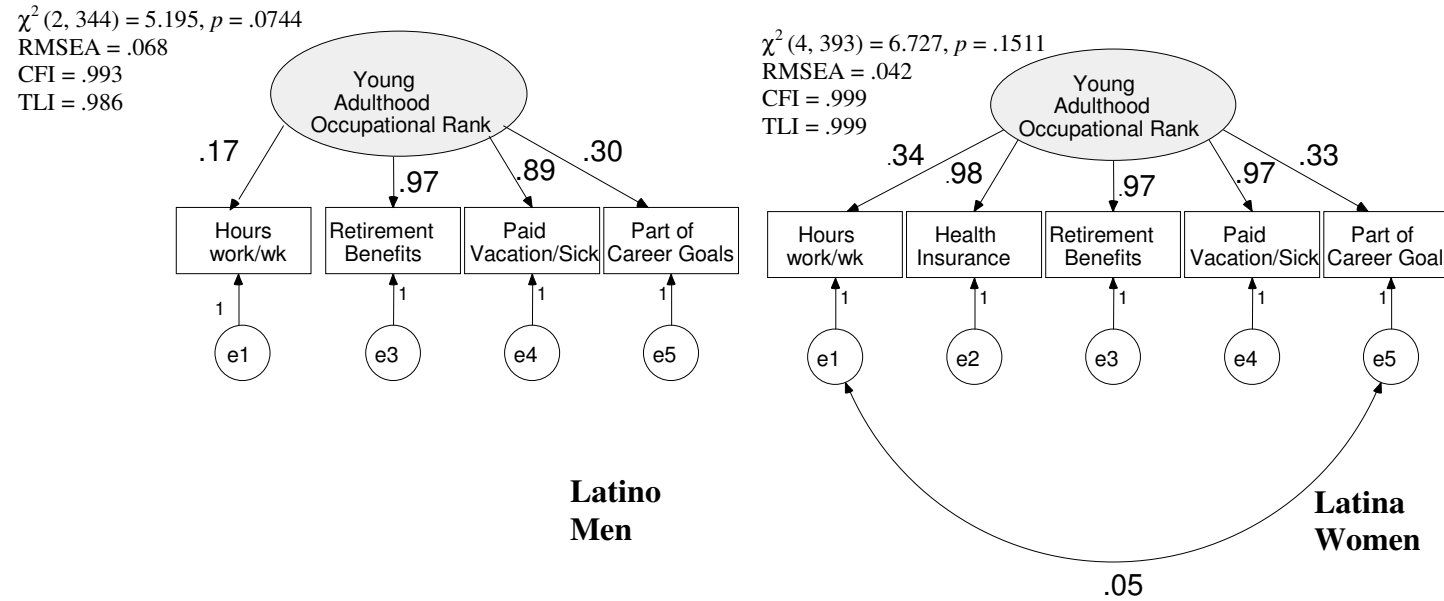 χ² (2, 344) = 5.195, p = .0744
RMSEA = .068
CFI = .993
TLI = .986
Young
Adulthood
Occupational Rank
.17
.97
.89
.30
Hours
work/wk
Retirement
Benefits
Paid
Vacation/Sick
Part of
Career Goals
1
1
1
1
e1
e3
e4
e5
Latino
Men
χ² (4, 393) = 6.727, p = .1511
RMSEA = .042
CFI = .999
TLI = .999
Young
Adulthood
Occupational Rank
.34
.98
.97
.97
.33
Hours
work/wk
Health
Insurance
Retirement
Benefits
Paid
Vacation/Sick
Part of
Career Goal
1
1
1
1
1
e1
e2
e3
e4
e5
Latina
Women
.05